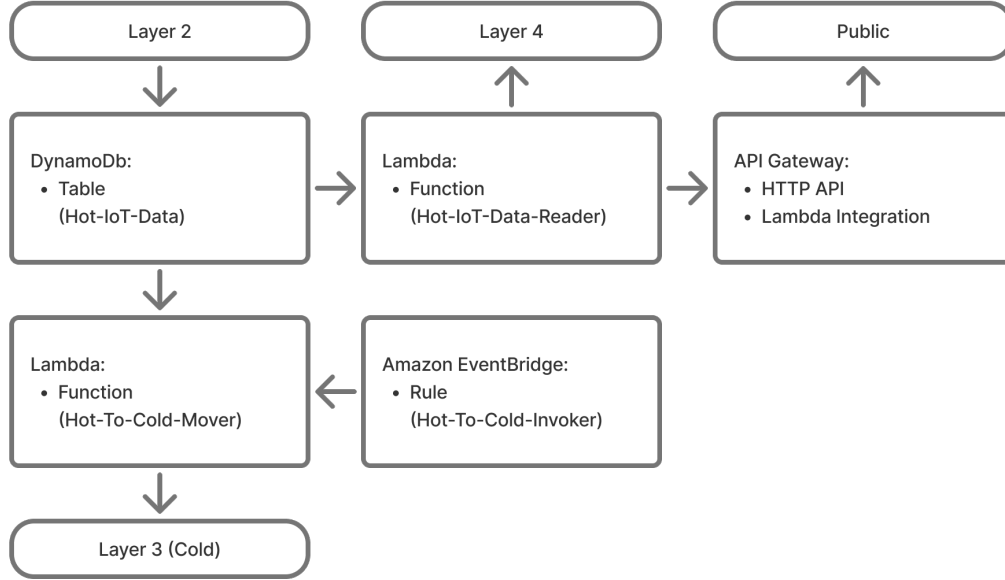 Layer 2
Layer 4
Public
DynamoDb:
• Table
(Hot-IoT-Data)
Lambda:
• Function
(Hot-IoT-Data-Reader)
API Gateway:
• HTTP API
• Lambda Integration
Lambda:
• Function
(Hot-To-Cold-Mover)
Amazon EventBridge:
• Rule
(Hot-To-Cold-Invoker)
Layer 3 (Cold)